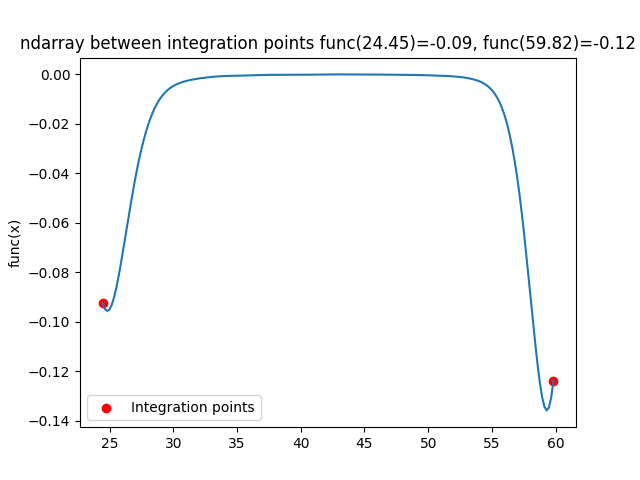 ndarray between integration points func(24.45)=-0.09, func(59.82)=-0.12
0.00
−0.02
−0.04
−0.06
−0.08
−0.10
−0.12
−0.14
func(x)
Integration points
25 30 35 40 45 50 55 60